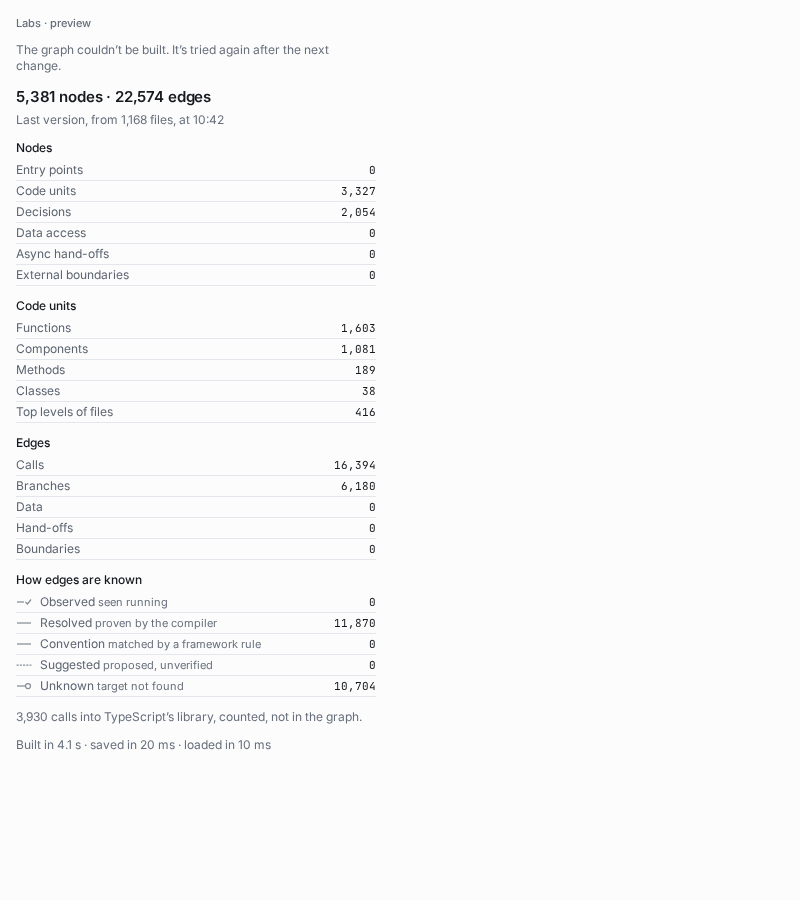 Labs · preview
The graph couldn’t be built. It’s tried again after the next
change.
5,381 nodes · 22,574 edges
Last version, from 1,168 files, at 10:42
Nodes
Entry points 0
Code units 3,327
Decisions 2,054
Data access 0
Async hand-offs 0
External boundaries 0
Code units
Functions 1,603
Components 1,081
Methods 189
Classes 38
Top levels of files 416
Edges
Calls 16,394
Branches 6,180
Data 0
Hand-offs 0
Boundaries 0
How edges are known
Observed seen running 0
Resolved proven by the compiler 11,870
Convention matched by a framework rule 0
Suggested proposed, unverified 0
Unknown target not found 10,704
3,930 calls into TypeScript’s library, counted, not in the graph.
Built in 4.1 s · saved in 20 ms · loaded in 10 ms